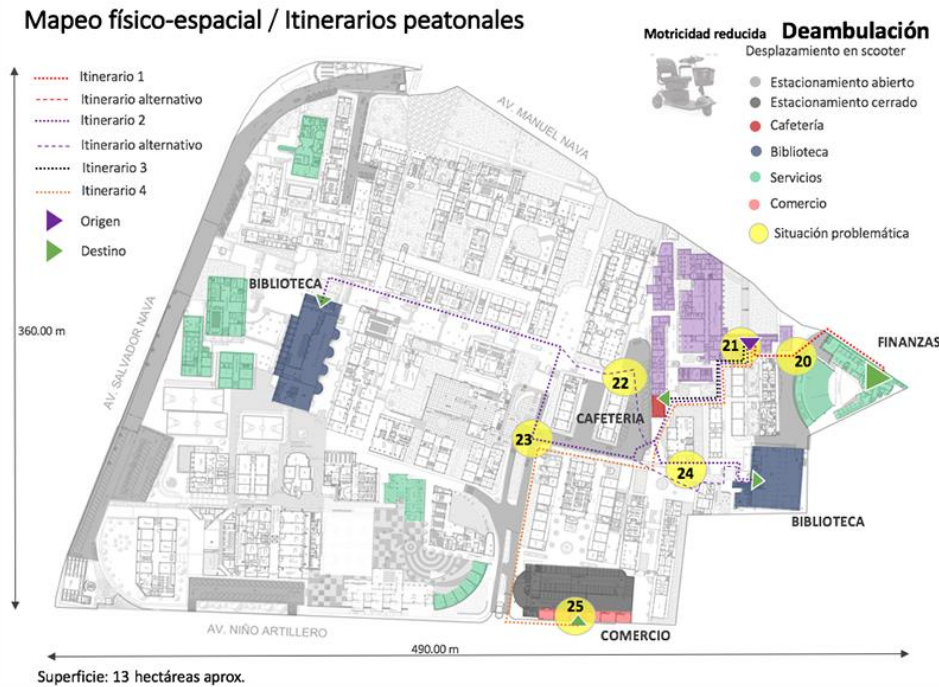 Mapeo físico-espacial / Itinerarios peatonales
Motricidad reducida Deambulación
Desplazamiento en scooter
Itinerario 1
Itinerario alternativo
Itinerario 2
Itinerario alternativo
Itinerario 3
Itinerario 4
Origen
Destino
Estacionamiento abierto
Estacionamiento cerrado
Cafetería
Biblioteca
Servicios
Comercio
Situación problemática
AV. MANUEL NAVA
BIBLIOTECA
360.00 m
AV. SALVADOR NAVA
21
20
FINANZAS
22
CAFETERIA
23
24
BIBLIOTECA
25
AV. NIÑO ARTILLERO
COMERCIO
490.00 m
Superficie: 13 hectáreas aprox.